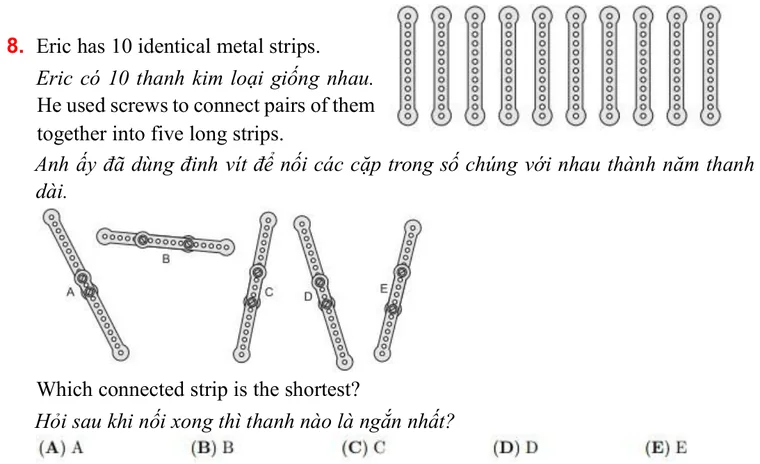 8. Eric has 10 identical metal strips.
Eric có 10 thanh kim loại giống nhau.
He used screws to connect pairs of them
together into five long strips.
Anh ấy đã dùng đinh vít để nối các cặp trong số chúng với nhau thành năm thanh
dài.
A
B
C
D
E
Which connected strip is the shortest?
Hỏi sau khi nối xong thì thanh nào là ngắn nhất?
(A) A (B) B (C) C (D) D (E) E